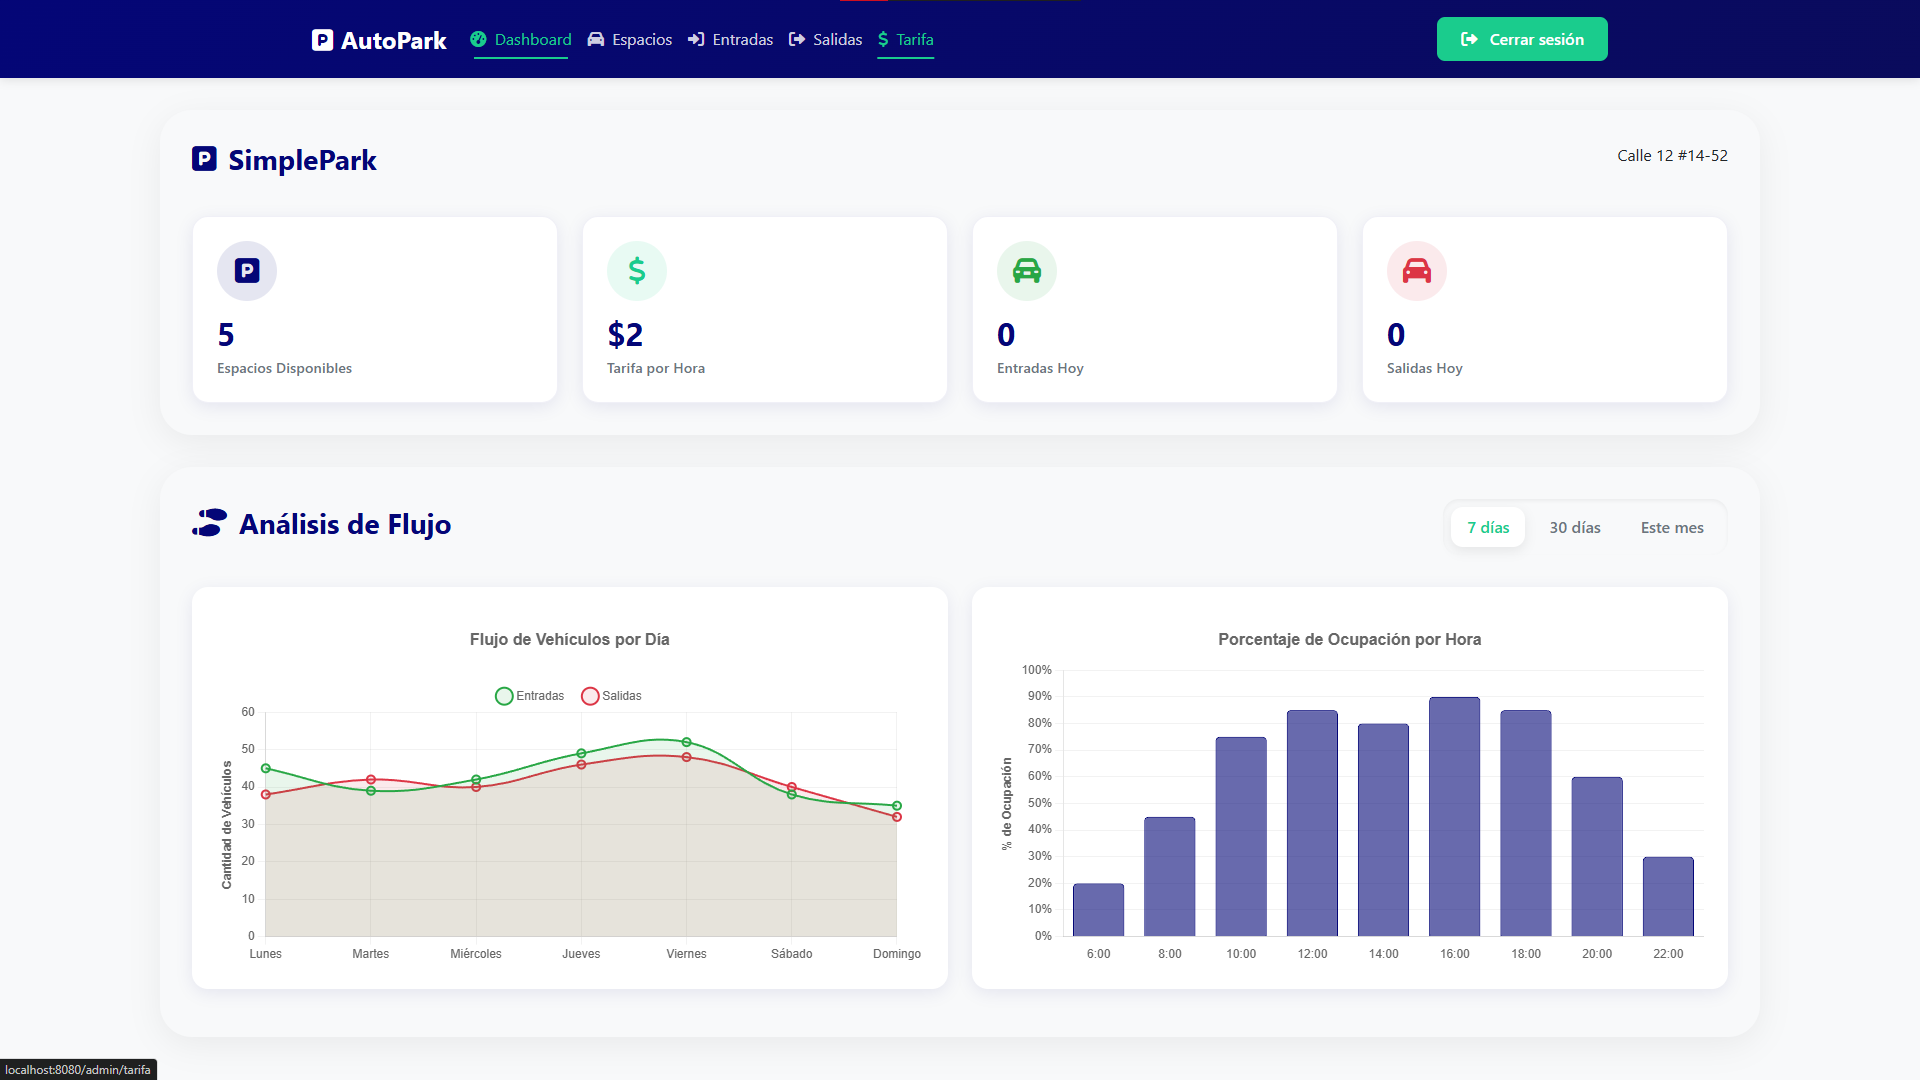 AutoPark
Dashboard
Espacios
Entradas
Salidas
Tarifa
Cerrar sesión
SimplePark
Calle 12 #14-52
5
Espacios Disponibles
$2
Tarifa por Hora
0
Entradas Hoy
0
Salidas Hoy
Análisis de Flujo
7 días
30 días
Este mes
Flujo de Vehículos por Día
Entradas
Salidas
Cantidad de Vehículos
60
50
40
30
20
10
0
Lunes
Martes
Miércoles
Jueves
Viernes
Sábado
Domingo
Porcentaje de Ocupación por Hora
% de Ocupación
100%
90%
80%
70%
60%
50%
40%
30%
20%
10%
0%
6:00
8:00
10:00
12:00
14:00
16:00
18:00
20:00
22:00
localhost:8080/admin/tarifa